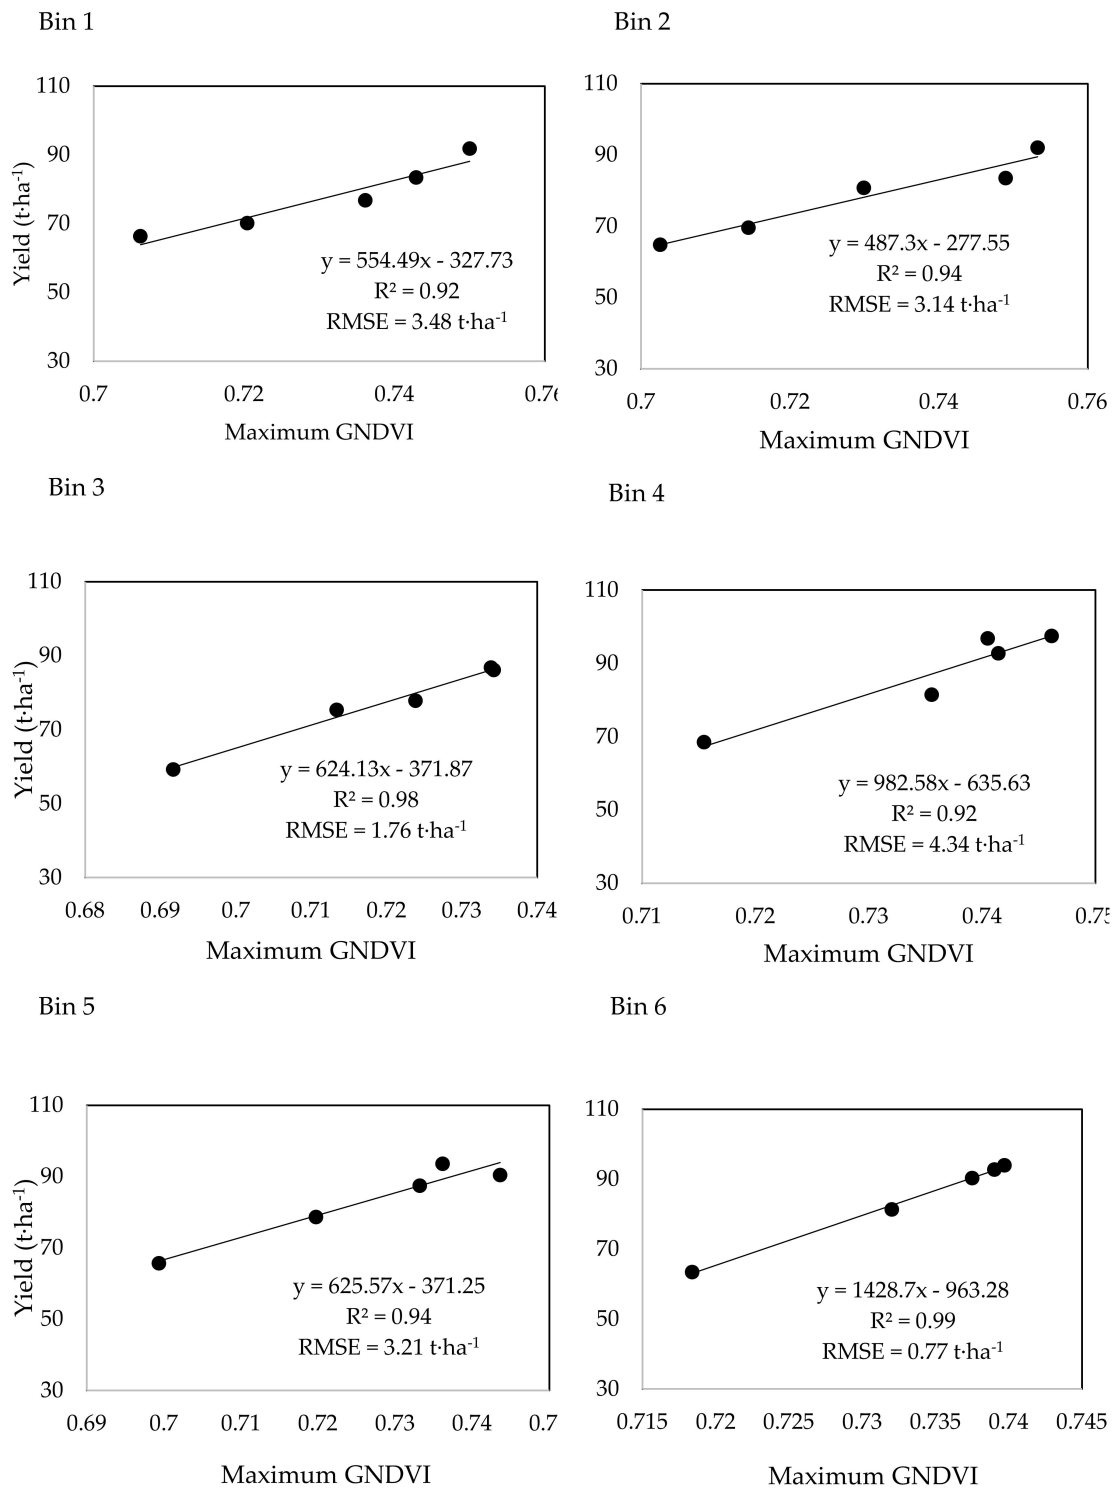 Bin 1
110
90
70
50
30
Yield (t·ha-1)
y = 554.49x - 327.73
R² = 0.92
RMSE = 3.48 t·ha-1
0.7 0.72 0.74 0.76
Maximum GNDVI
Bin 2
110
90
70
50
30
y = 487.3x - 277.55
R² = 0.94
RMSE = 3.14 t·ha-1
0.7 0.72 0.74 0.76
Maximum GNDVI
Bin 3
110
90
70
50
30
Yield (t·ha-1)
y = 624.13x - 371.87
R² = 0.98
RMSE = 1.76 t·ha-1
0.68 0.69 0.7 0.71 0.72 0.73 0.74
Maximum GNDVI
Bin 4
110
90
70
50
30
y = 982.58x - 635.63
R² = 0.92
RMSE = 4.34 t·ha-1
0.71 0.72 0.73 0.74 0.75
Maximum GNDVI
Bin 5
110
90
70
50
30
Yield (t·ha-1)
y = 625.57x - 371.25
R² = 0.94
RMSE = 3.21 t·ha-1
0.69 0.7 0.71 0.72 0.73 0.74 0.7
Maximum GNDVI
Bin 6
110
90
70
50
30
y = 1428.7x - 963.28
R² = 0.99
RMSE = 0.77 t·ha-1
0.715 0.72 0.725 0.73 0.735 0.74 0.745
Maximum GNDVI